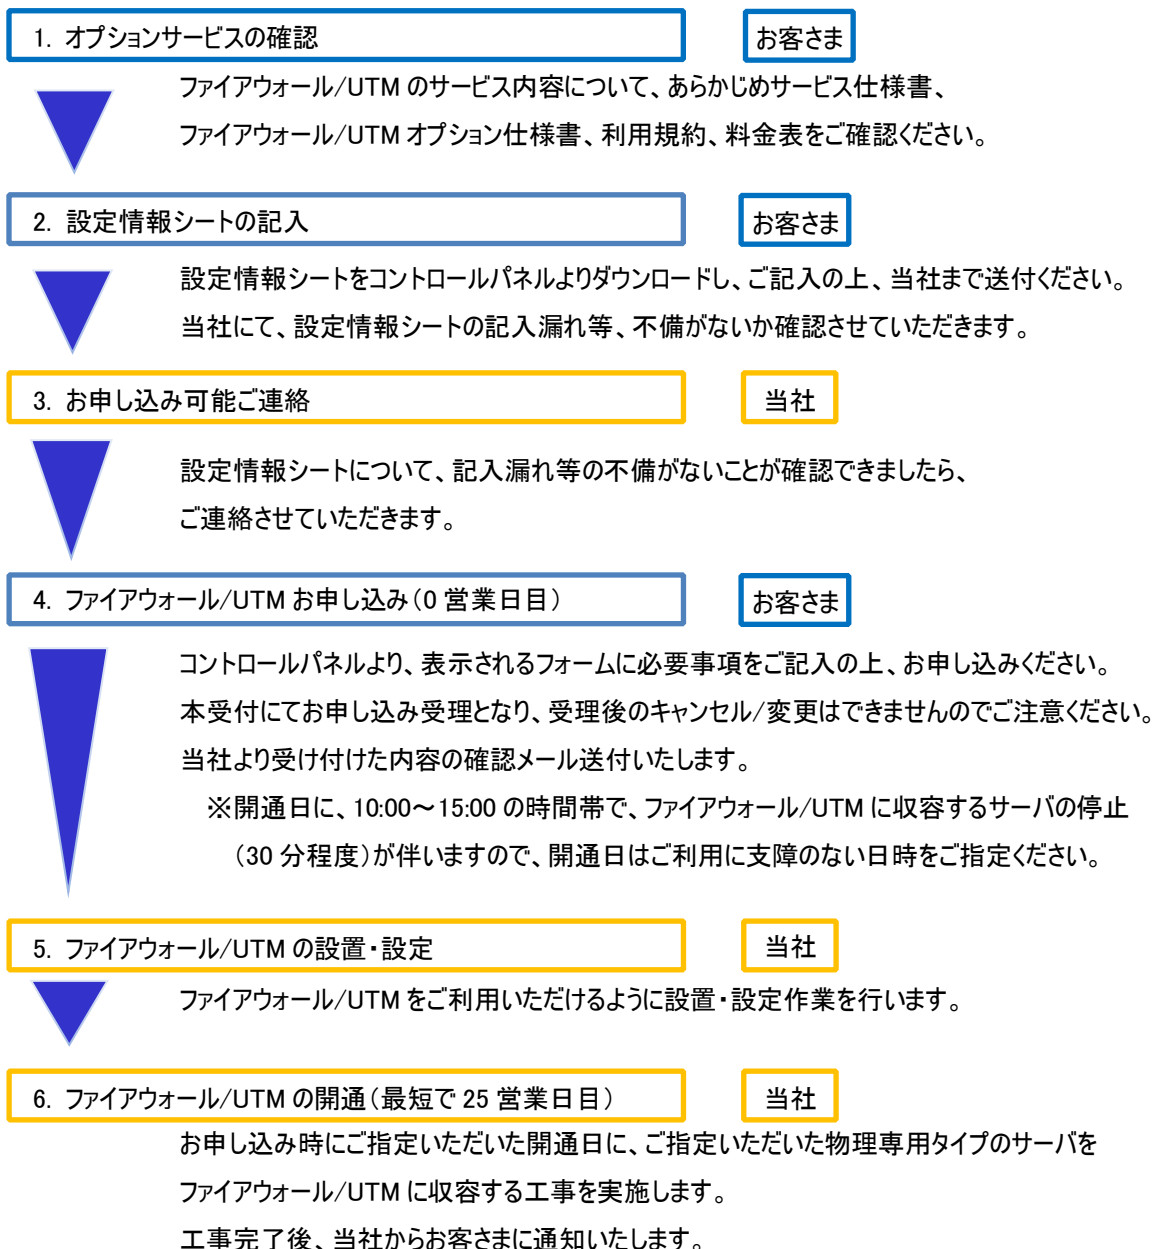 1. オプションサービスの確認 お客さま
ファイアウォール/UTM のサービス内容について、あらかじめサービス仕様書、
ファイアウォール/UTM オプション仕様書、利用規約、料金表をご確認ください。
2. 設定情報シートの記入 お客さま
設定情報シートをコントロールパネルよりダウンロードし、ご記入の上、当社まで送付ください。
当社にて、設定情報シートの記入漏れ等、不備がないか確認させていただきます。
3. お申し込み可能ご連絡 当社
設定情報シートについて、記入漏れ等の不備がないことが確認できましたら、
ご連絡させていただきます。
4. ファイアウォール/UTM お申し込み(0 営業日目) お客さま
コントロールパネルより、表示されるフォームに必要事項をご記入の上、お申し込みください。
本受付にてお申し込み受理となり、受理後のキャンセル/変更はできませんのでご注意ください。
当社より受け付けた内容の確認メール送付いたします。
※開通日に、10:00～15:00 の時間帯で、ファイアウォール/UTM に収容するサーバの停止
(30 分程度)が伴いますので、開通日はご利用に支障のない日時をご指定ください。
5. ファイアウォール/UTM の設置・設定 当社
ファイアウォール/UTM をご利用いただけるように設置・設定作業を行います。
6. ファイアウォール/UTM の開通(最短で 25 営業日目) 当社
お申し込み時にご指定いただいた開通日に、ご指定いただいた物理専用タイプのサーバを
ファイアウォール/UTM に収容する工事を実施します。
工事完了後、当社からお客さまに通知いたします。